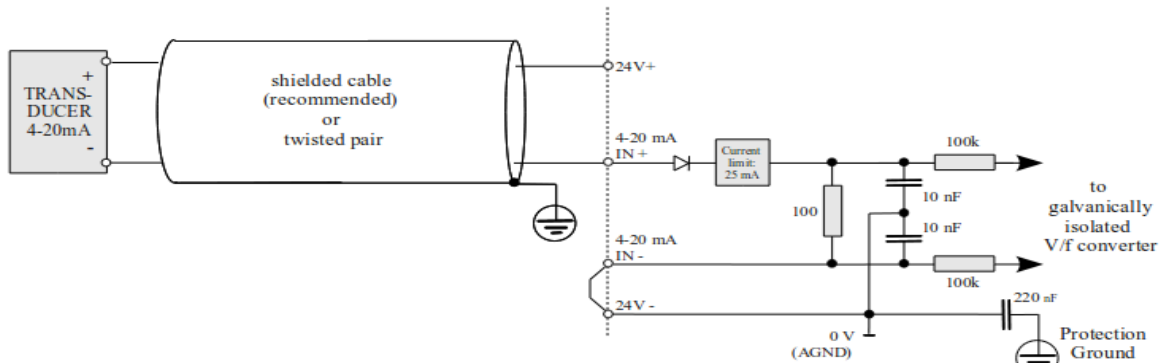 +
TRANS-
DUCER
4-20mA
-
shielded cable
(recommended)
or
twisted pair
24V+
4-20 mA
IN +
Current
limit:
25 mA
100k
100
10 nF
10 nF
to
galvanically
isolated
V/f converter
4-20 mA
IN -
100k
24V -
220 nF
0 V
(AGND)
Protection
Ground